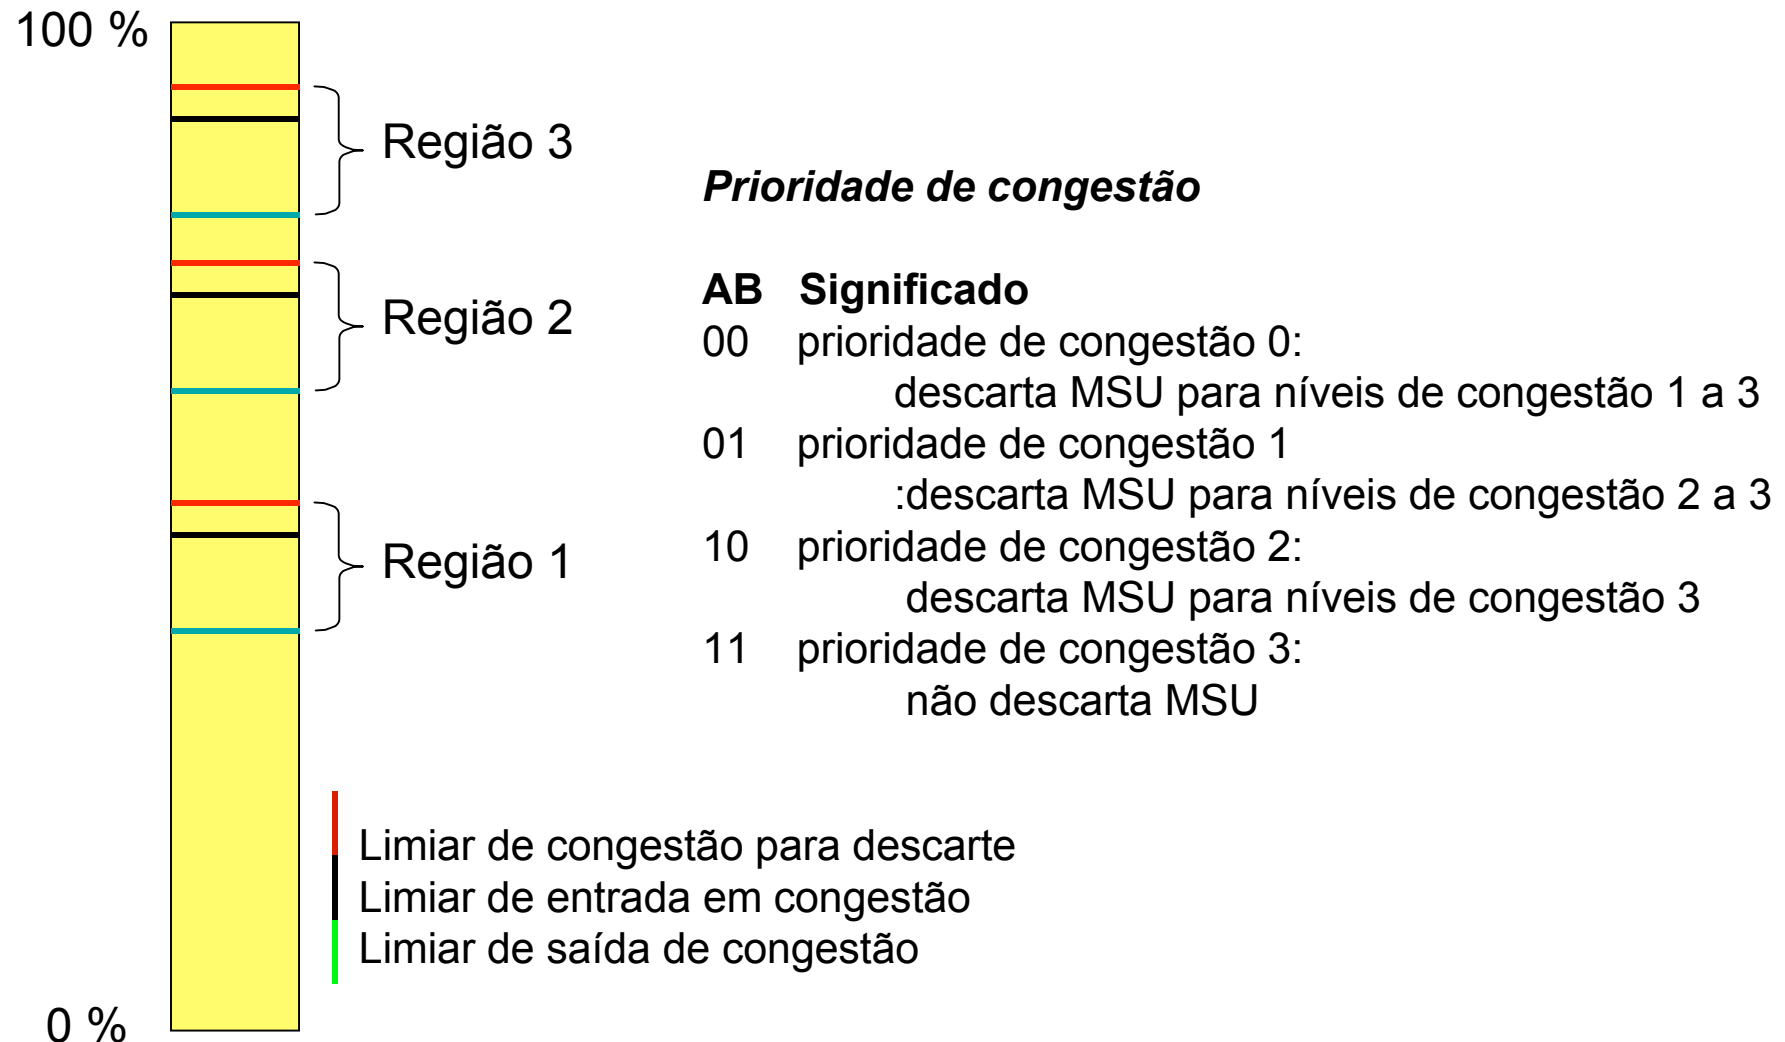 100 %
Região 3
Prioridade de congestão
Região 2
AB Significado
00 prioridade de congestão 0:
descarta MSU para níveis de congestão 1 a 3
01 prioridade de congestão 1
:descarta MSU para níveis de congestão 2 a 3
10 prioridade de congestão 2:
descarta MSU para níveis de congestão 3
11 prioridade de congestão 3:
não descarta MSU
Região 1
Limiar de congestão para descarte
Limiar de entrada em congestão
Limiar de saída de congestão
0 %